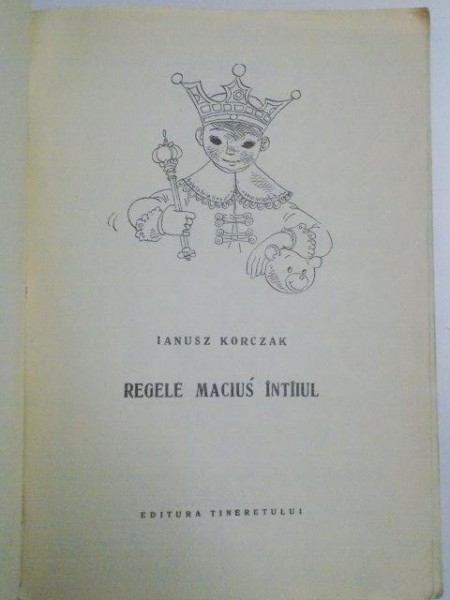 IANUSZ KORCZAK
REGELE MACIUŚ ÎNTÎIUL
EDITURA TINERETULUI